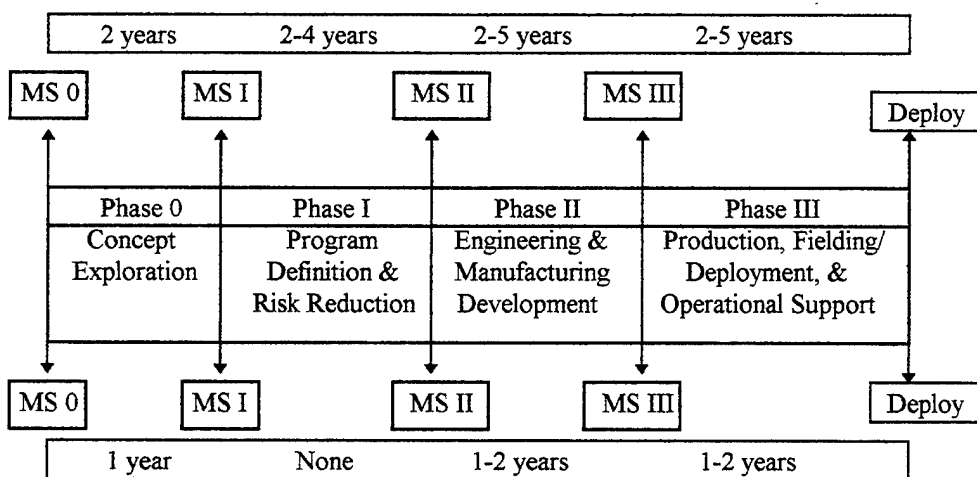 2 years 2-4 years 2-5 years 2-5 years
MS 0 MS I MS II MS III
Deploy
Phase 0 Phase I Phase II Phase III
Concept Program Engineering & Production, Fielding/
Exploration Definition & Manufacturing Deployment, &
Risk Reduction Development Operational Support
MS 0 MS I MS II MS III Deploy
1 year None 1-2 years 1-2 years